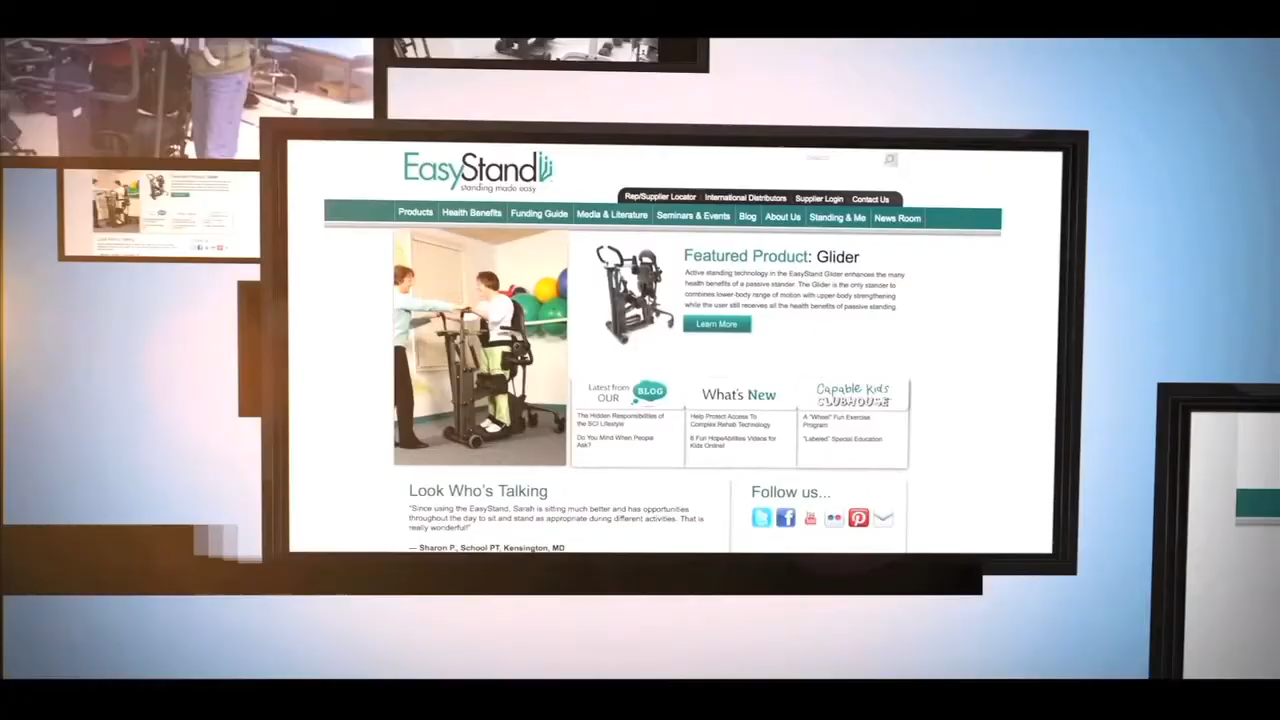 EasyStand
standing made easy
Rep/Supplier Locator International Distributors Supplier Login Contact Us
Products Health Benefits Funding Guide Media & Literature Seminars & Events Blog About Us Standing & Me News Room
Featured Product: Glider
Active standing technology in the EasyStand Glider enhances the many
health benefits of a passive stander. The Glider is the only stander to
combines lower-body range of motion with upper-body strengthening
while the user still receives all the health benefits of passive standing.
Learn More
Latest from
OUR BLOG
What's New
Capable Kids
CLUBHOUSE
The Hidden Responsibilities of
the SCI Lifestyle
Do You Mind When People
Ask?
Help Protect Access To
Complex Rehab Technology
6 Fun HopeAbilities Videos for
Kids Online!
A "Wheel" Fun Exercise
Program
"Labeled" Special Education
Look Who's Talking
"Since using the EasyStand, Sarah is sitting much better and has opportunities
throughout the day to sit and stand as appropriate during different activities. That is
really wonderful!"
— Sharon P., School PT, Kensington, MD
Follow us...